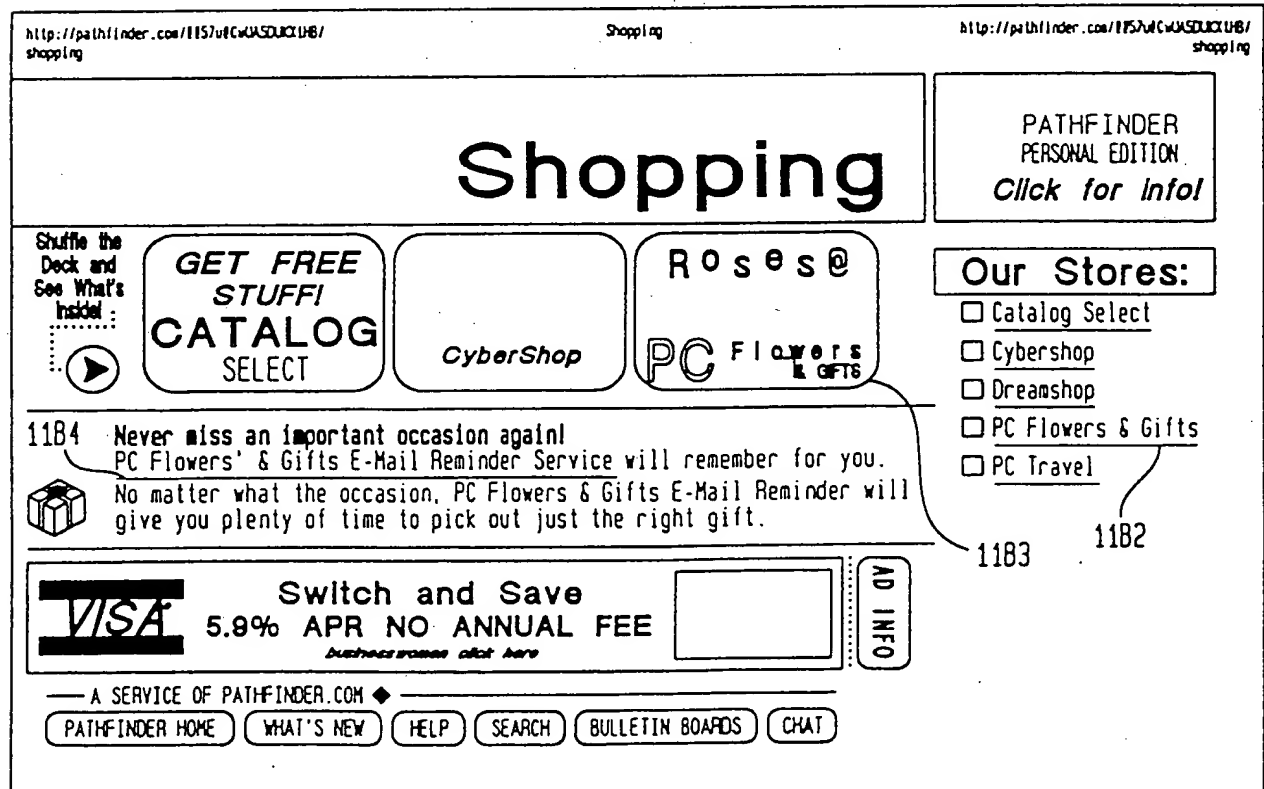 Shopping
shopping
shopping
Shopping
PATHFINDER
PERSONAL EDITION
Click for Info!
Shuffle the
Deck and
See What's
Inside!
GET FREE
STUFF!
CATALOG
SELECT
CyberShop
Roses@
PC Flowers
& GIFTS
Our Stores:
Catalog Select
Cybershop
Dreamshop
PC Flowers & Gifts
PC Travel
11B4
Never miss an important occasion again!
PC Flowers' & Gifts E-Mail Reminder Service will remember for you.
No matter what the occasion, PC Flowers & Gifts E-Mail Reminder will
give you plenty of time to pick out just the right gift.
11B3
11B2
VISA
Switch and Save
5.9% APR NO ANNUAL FEE
click here
AD INFO
A SERVICE OF PATHFINDER.COM
PATHFINDER HOME
WHAT'S NEW
HELP
SEARCH
BULLETIN BOARDS
CHAT